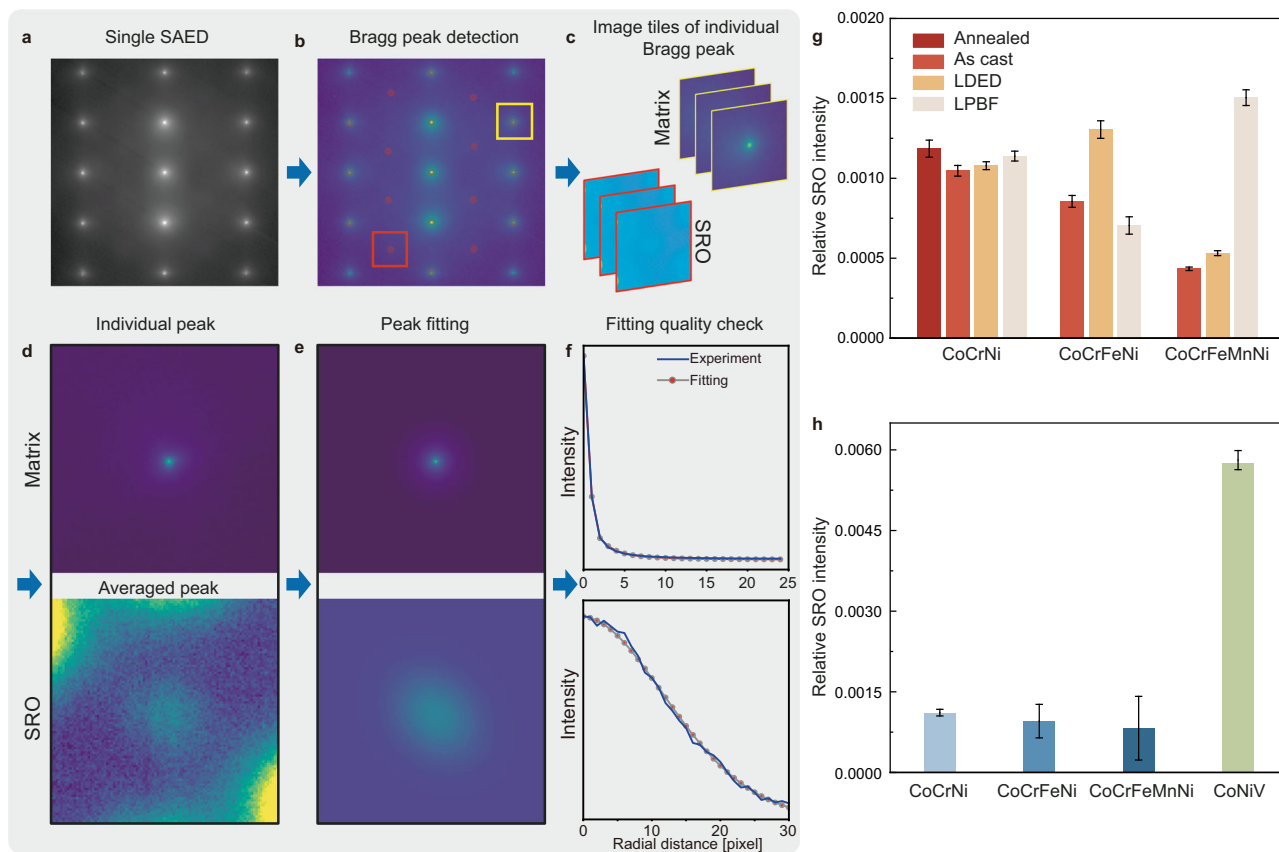 a
Single SAED
b
Bragg peak detection
c
Image tiles of individual
Bragg peak
Matrix
SRO
Individual peak
Peak fitting
Fitting quality check
d
e
f
Matrix
Averaged peak
SRO
Experiment
Fitting
Intensity
0 5 10 15 20 25
Intensity
0 10 20 30
Radial distance [pixel]
g
Annealed
As cast
LDED
LPBF
Relative SRO intensity
0.0020
0.0015
0.0010
0.0005
0.0000
CoCrNi CoCrFeNi CoCrFeMnNi
h
Relative SRO intensity
0.0060
0.0045
0.0030
0.0015
0.0000
CoCrNi CoCrFeNi CoCrFeMnNi CoNiV